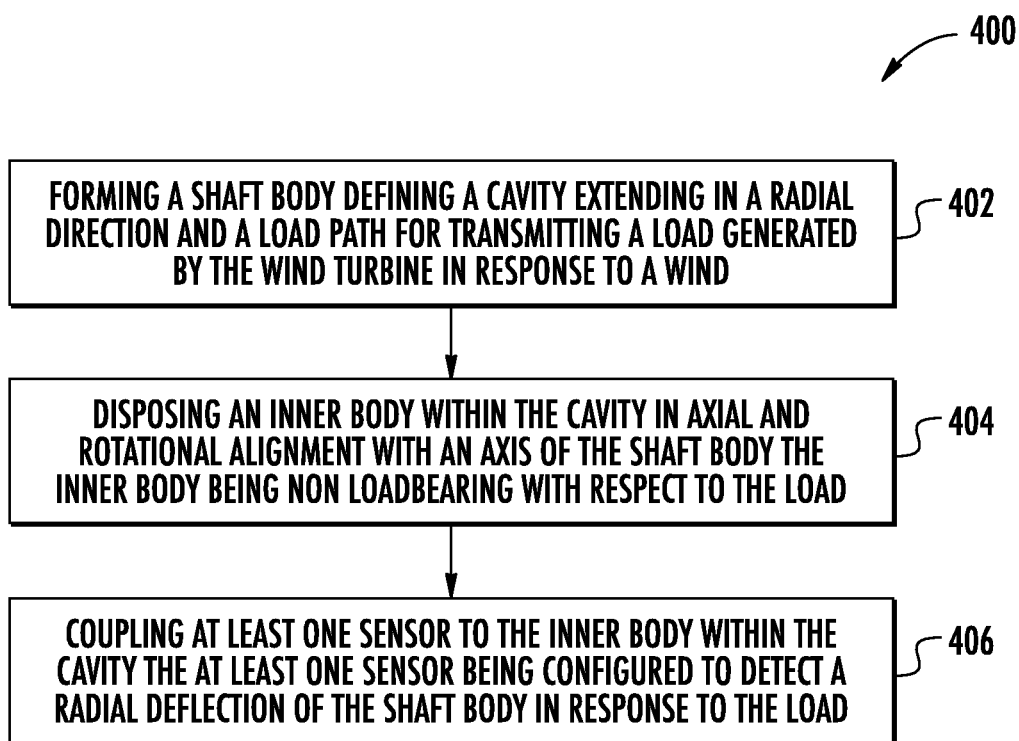 400
FORMING A SHAFT BODY DEFINING A CAVITY EXTENDING IN A RADIAL
DIRECTION AND A LOAD PATH FOR TRANSMITTING A LOAD GENERATED
BY THE WIND TURBINE IN RESPONSE TO A WIND
402
DISPOSING AN INNER BODY WITHIN THE CAVITY IN AXIAL AND
ROTATIONAL ALIGNMENT WITH AN AXIS OF THE SHAFT BODY THE
INNER BODY BEING NON LOADBEARING WITH RESPECT TO THE LOAD
404
COUPLING AT LEAST ONE SENSOR TO THE INNER BODY WITHIN THE
CAVITY THE AT LEAST ONE SENSOR BEING CONFIGURED TO DETECT A
RADIAL DEFLECTION OF THE SHAFT BODY IN RESPONSE TO THE LOAD
406